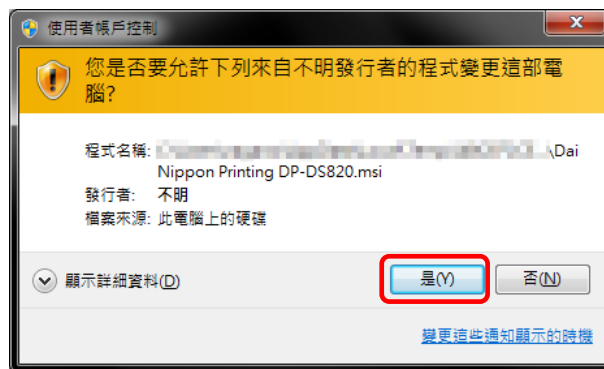 使用者帳戶控制
您是否要允許下列來自不明發行者的程式變更這部電
腦?
程式名稱: \Dai
Nippon Printing DP-DS820.msi
發行者: 不明
檔案來源: 此電腦上的硬碟
顯示詳細資料(D)
是(Y)
否(N)
變更這些通知顯示的時機